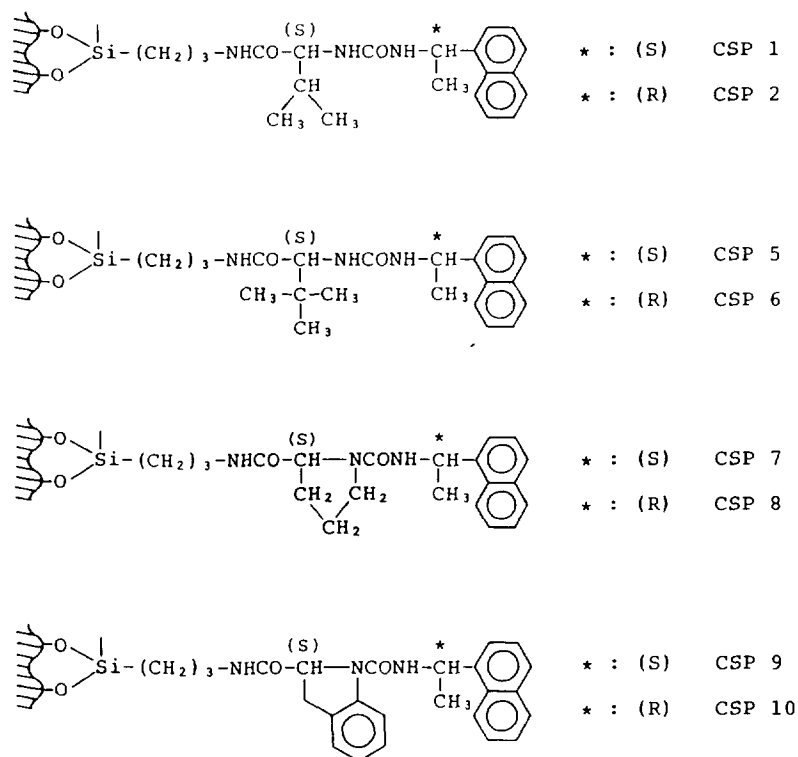 (S) *
O Si-(CH2)3-NHCO-CH-NHCONH-CH * : (S) CSP 1
O CH CH3 * : (R) CSP 2
CH3 CH3
(S) *
O Si-(CH2)3-NHCO-CH-NHCONH-CH * : (S) CSP 5
O CH3-C-CH3 CH3 * : (R) CSP 6
CH3
(S) *
O Si-(CH2)3-NHCO-CH-NCONH-CH * : (S) CSP 7
O CH2 CH2 CH3 * : (R) CSP 8
CH2
(S) *
O Si-(CH2)3-NHCO-CH-NCONH-CH * : (S) CSP 9
O CH3 * : (R) CSP 10